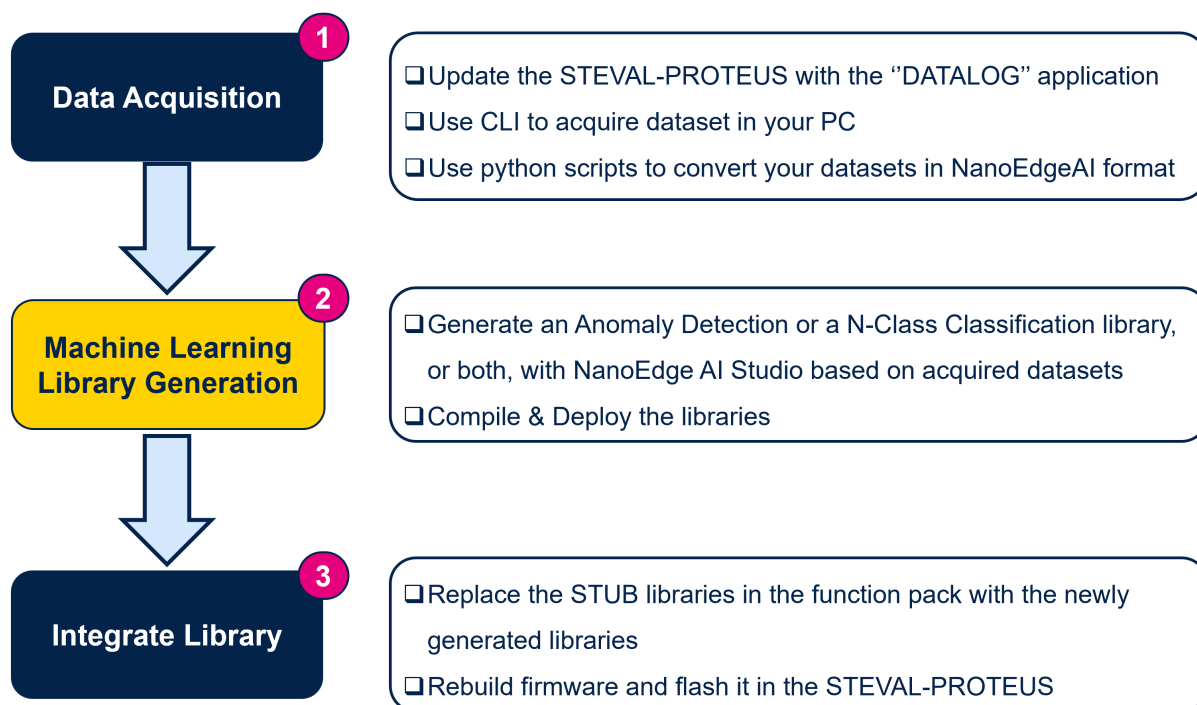 1
Data Acquisition
❑Update the STEVAL-PROTEUS with the ‘’DATALOG’’ application
❑Use CLI to acquire dataset in your PC
❑Use python scripts to convert your datasets in NanoEdgeAI format
2
Machine Learning
Library Generation
❑Generate an Anomaly Detection or a N-Class Classification library,
or both, with NanoEdge AI Studio based on acquired datasets
❑Compile & Deploy the libraries
3
Integrate Library
❑Replace the STUB libraries in the function pack with the newly
generated libraries
❑Rebuild firmware and flash it in the STEVAL-PROTEUS